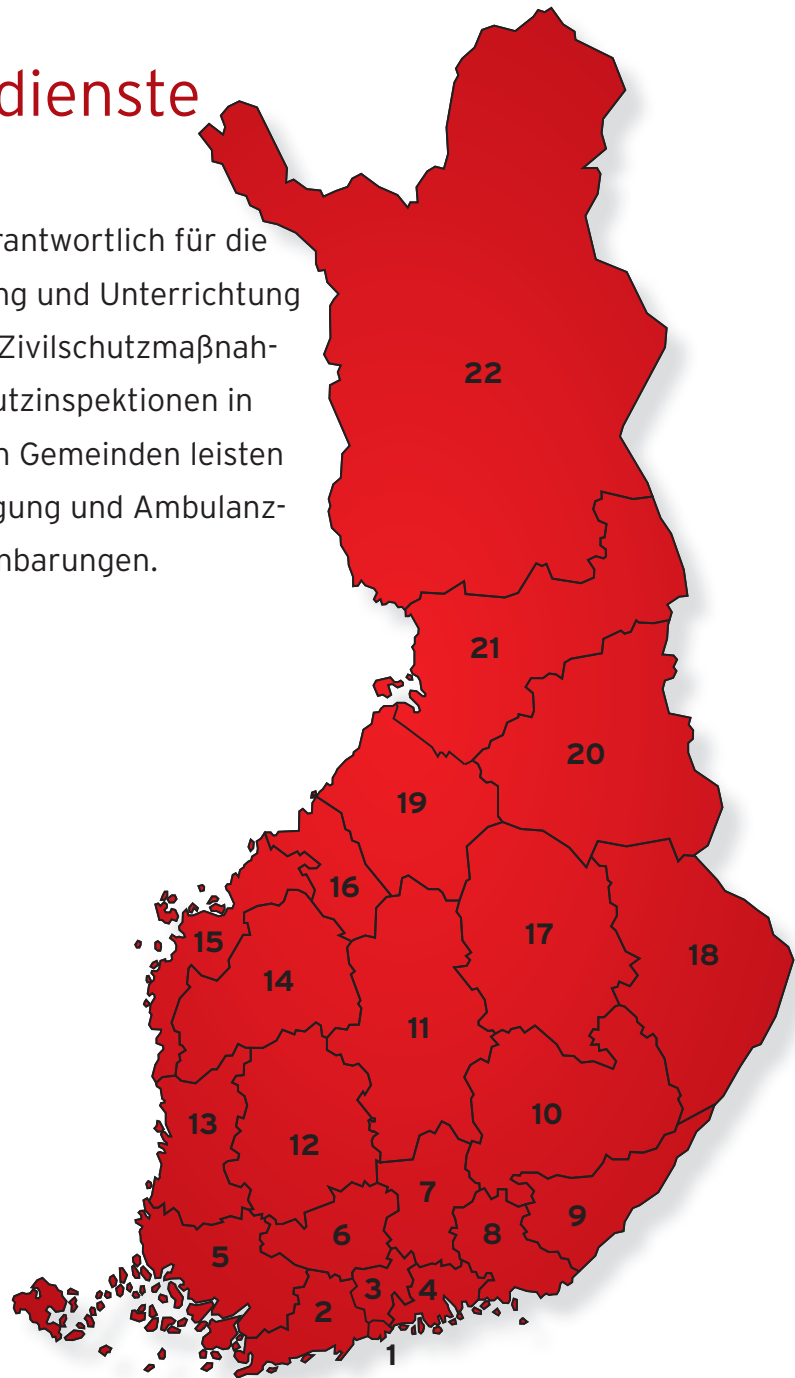 dienste
rantwortlich für die
ng und Unterrichtung
Zivilschutzmaßnah-
utzinspektionen in
n Gemeinden leisten
gung und Ambulanz-
nbarungen.
22
21
20
19
16
17
15
18
14
11
10
13
12
7
9
6
8
5
3
4
2
1